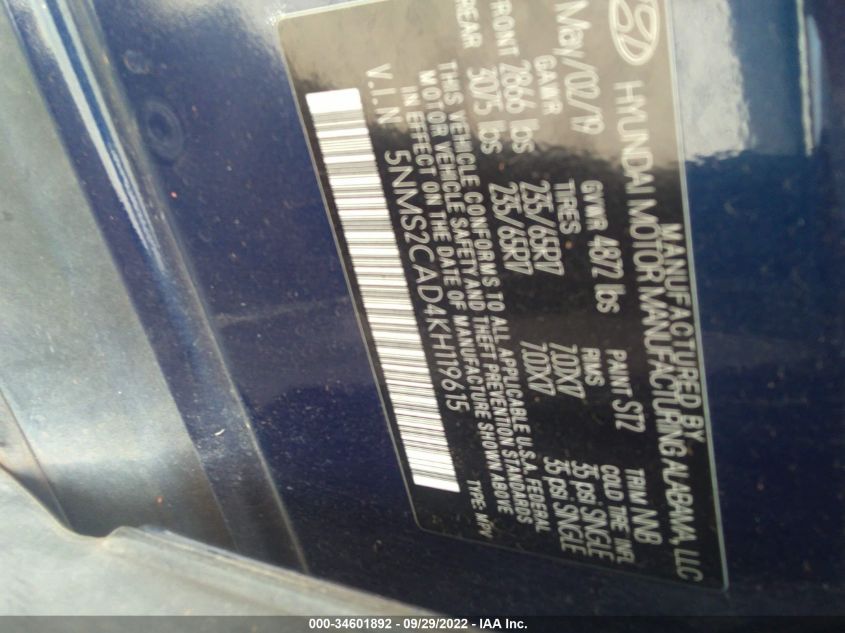 MANUFACTURED BY
HYUNDAI MOTOR MANUFACTURING ALABAMA, LLC
May/02/19 GVWR 4872 lbs PAINT ST2 TRIM NNB
GAWR TIRES RIMS COLD TIRE INFL.
FRONT 2866 lbs 235/65R17 7.0JX17 35 psi SINGLE
REAR 3075 lbs 235/65R17 7.0JX17 35 psi SINGLE
THIS VEHICLE CONFORMS TO ALL APPLICABLE U.S.A. FEDERAL
MOTOR VEHICLE SAFETY AND THEFT PREVENTION STANDARDS
IN EFFECT ON THE DATE OF MANUFACTURE SHOWN ABOVE
V.I.N 5NMS2CAD4KH119615 TYPE: MPV
000-34601892 - 09/29/2022 - IAA Inc.